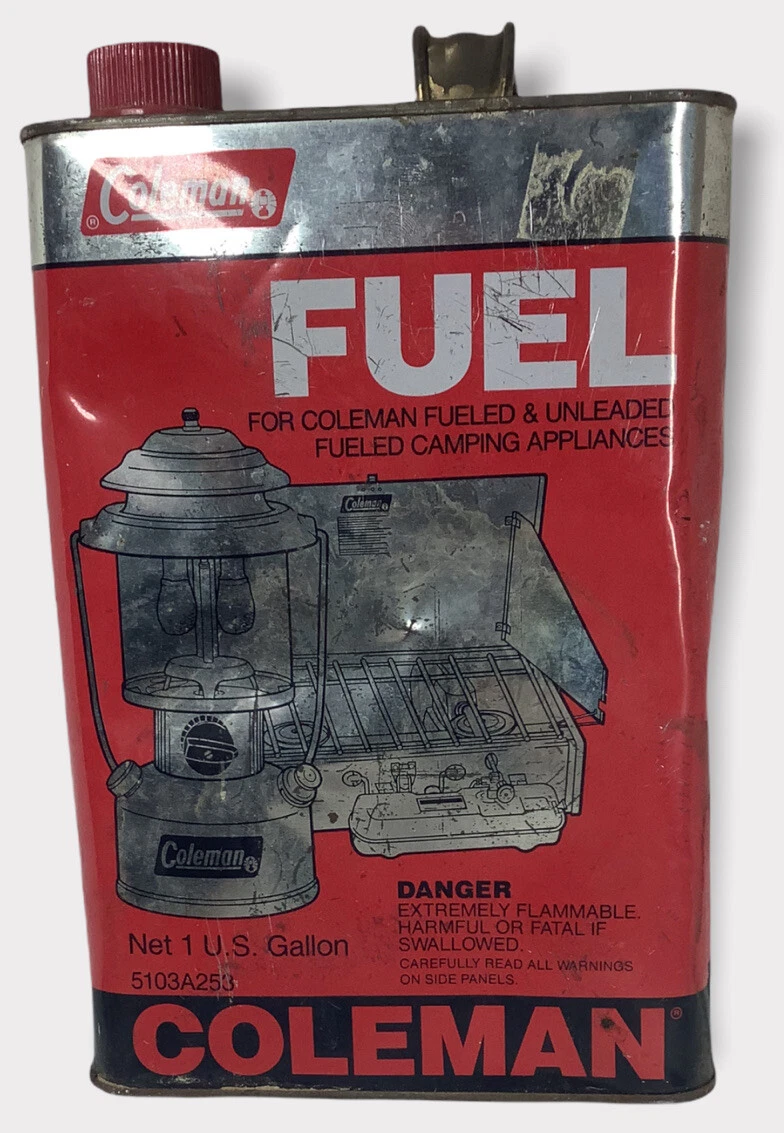 Coleman
®
FUEL
FOR COLEMAN FUELED & UNLEADED
FUELED CAMPING APPLIANCES
Coleman
Coleman
DANGER
EXTREMELY FLAMMABLE.
HARMFUL OR FATAL IF
SWALLOWED.
CAREFULLY READ ALL WARNINGS
ON SIDE PANELS.
Net 1 U.S. Gallon
5103A253
COLEMAN®